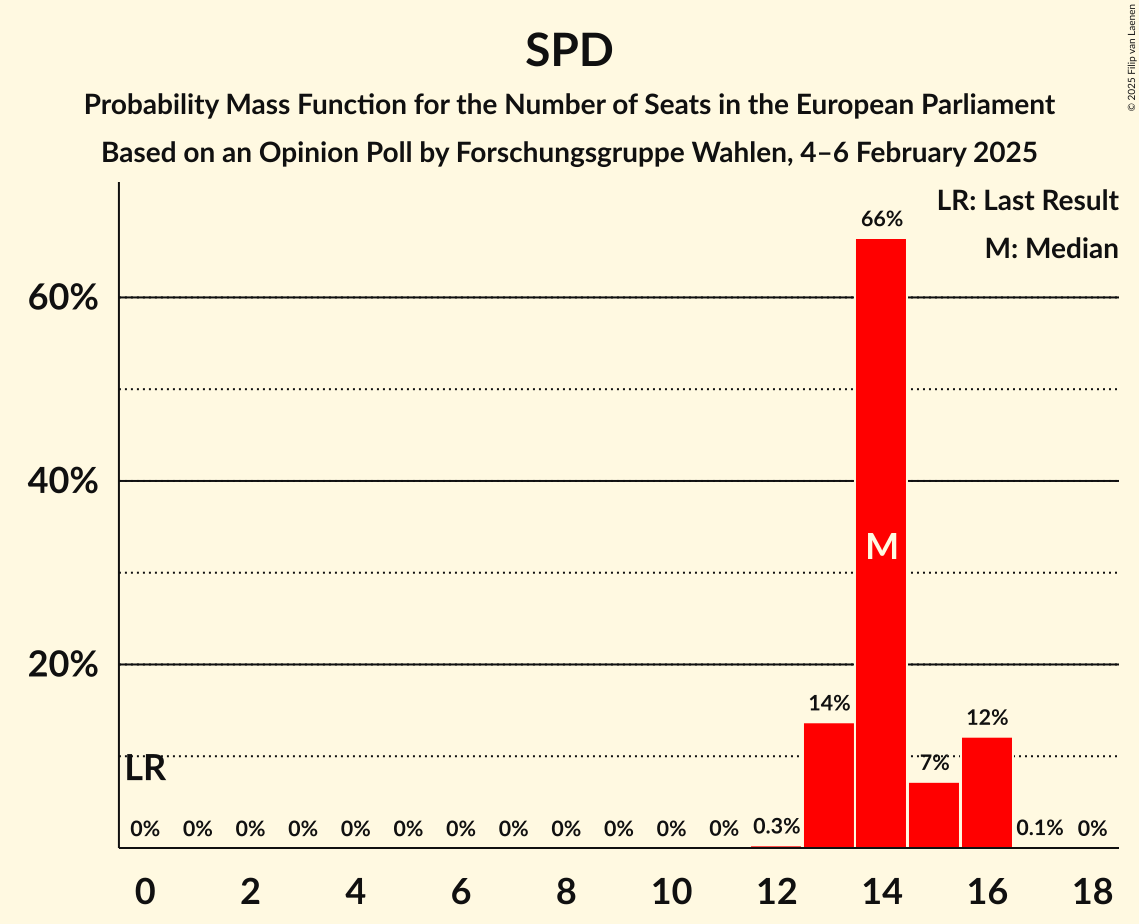 SPD
Probability Mass Function for the Number of Seats in the European Parliament
Based on an Opinion Poll by Forschungsgruppe Wahlen, 4–6 February 2025
© 2025 Filip van Laenen
LR: Last Result
M: Median
66%
60%
40%
M
20%
14%
12%
LR
7%
0% 0% 0% 0% 0% 0% 0% 0% 0% 0% 0% 0% 0.3% 0.1% 0%
0 2 4 6 8 10 12 14 16 18